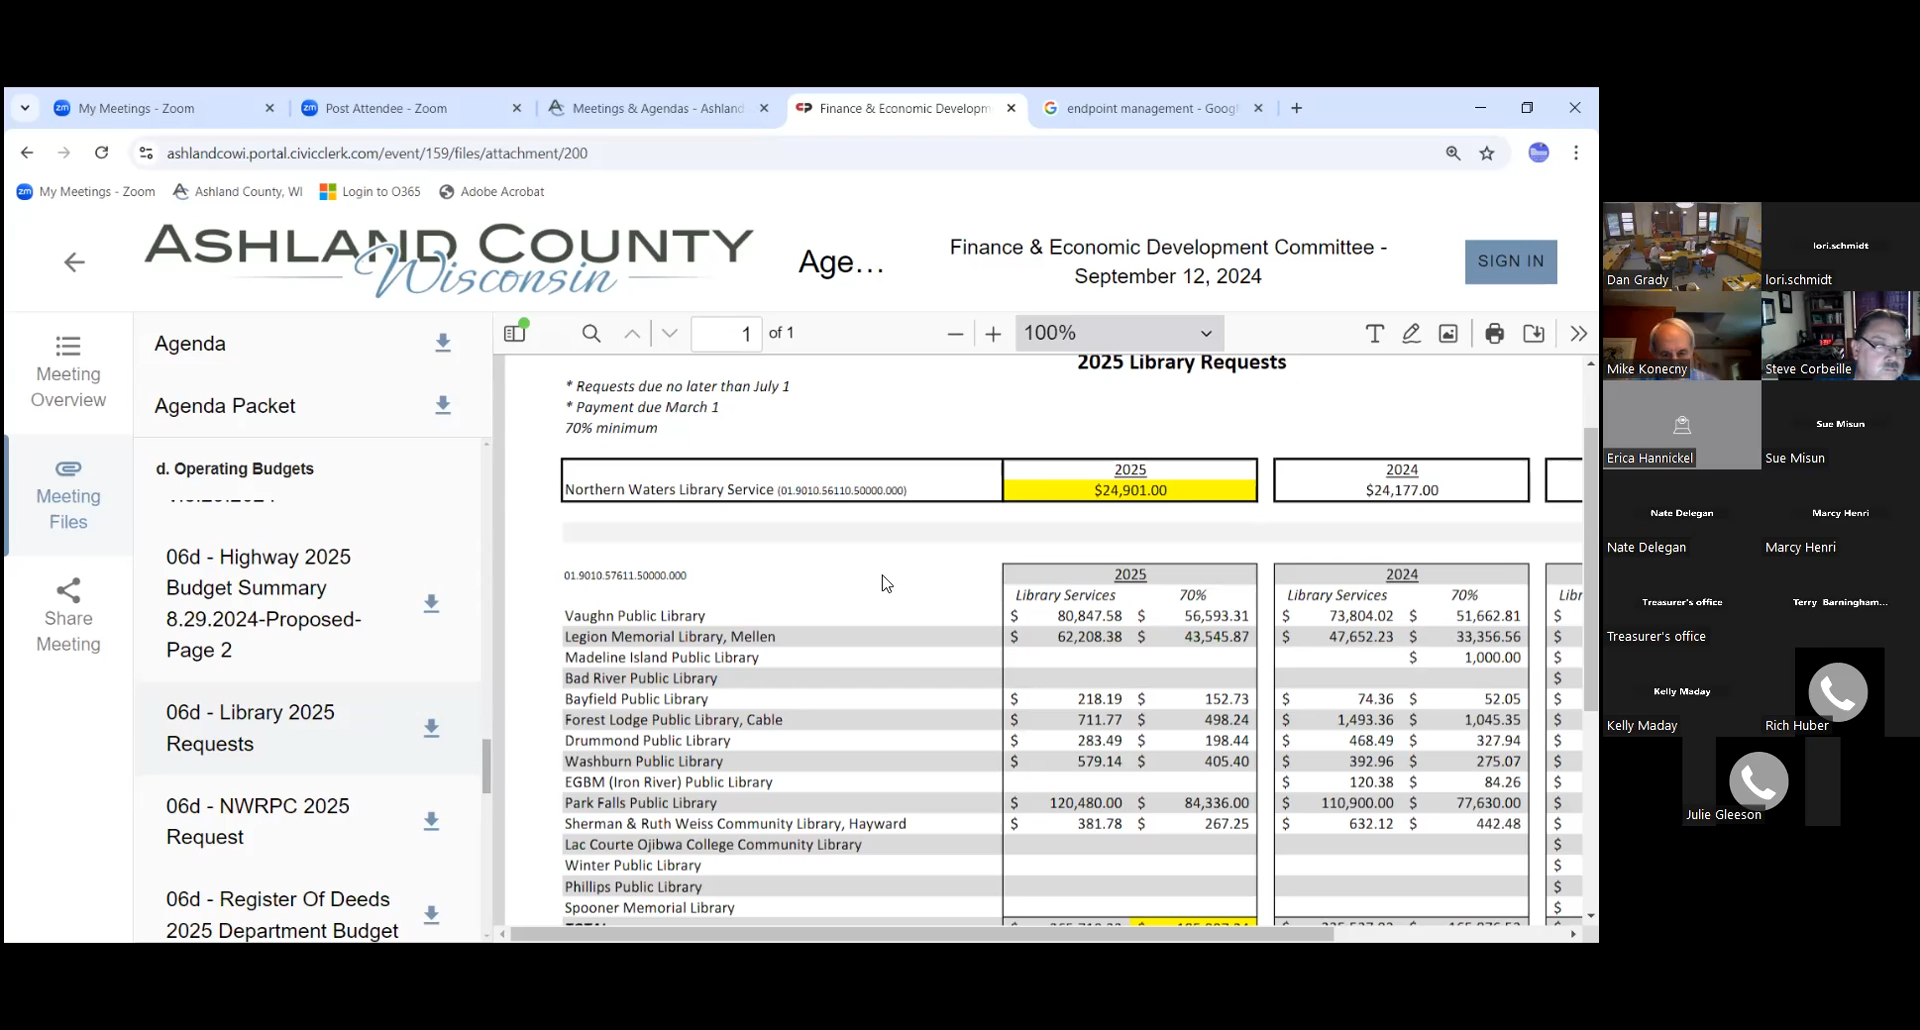 My Meetings - Zoom
Post Attendee - Zoom
Meetings & Agendas - Ashland
Finance & Economic Developm
endpoint management - Goog
ashlandcowi.portal.civicclerk.com/event/159/files/attachment/200
My Meetings - Zoom
Ashland County, WI
Login to O365
Adobe Acrobat
ASHLAND COUNTY
Wisconsin
Age...
Finance & Economic Development Committee -
September 12, 2024
SIGN IN
Meeting
Overview
Meeting
Files
Share
Meeting
Agenda
Agenda Packet
d. Operating Budgets
06d - Highway 2025
Budget Summary
8.29.2024-Proposed-
Page 2
06d - Library 2025
Requests
06d - NWRPC 2025
Request
06d - Register Of Deeds
2025 Department Budget
1 of 1
100%
2025 Library Requests
* Requests due no later than July 1
* Payment due March 1
70% minimum
2025 2024
Northern Waters Library Service (01.9010.56110.50000.000) $24,901.00 $24,177.00
01.9010.57611.50000.000 2025 2024
Library Services 70% Library Services 70% Libr
Vaughn Public Library $ 80,847.58 $ 56,593.31 $ 73,804.02 $ 51,662.81 $
Legion Memorial Library, Mellen $ 62,208.38 $ 43,545.87 $ 47,652.23 $ 33,356.56 $
Madeline Island Public Library $ 1,000.00 $
Bad River Public Library $
Bayfield Public Library $ 218.19 $ 152.73 $ 74.36 $ 52.05 $
Forest Lodge Public Library, Cable $ 711.77 $ 498.24 $ 1,493.36 $ 1,045.35 $
Drummond Public Library $ 283.49 $ 198.44 $ 468.49 $ 327.94 $
Washburn Public Library $ 579.14 $ 405.40 $ 392.96 $ 275.07 $
EGBM (Iron River) Public Library $ 120.38 $ 84.26 $
Park Falls Public Library $ 120,480.00 $ 84,336.00 $ 110,900.00 $ 77,630.00 $
Sherman & Ruth Weiss Community Library, Hayward $ 381.78 $ 267.25 $ 632.12 $ 442.48 $
Lac Courte Ojibwa College Community Library $
Winter Public Library $
Phillips Public Library $
Spooner Memorial Library $
Dan Grady
lori.schmidt
lori.schmidt
Mike Konecny
Steve Corbeille
Erica Hannickel
Sue Misun
Sue Misun
Nate Delegan
Nate Delegan
Marcy Henri
Marcy Henri
Treasurer's office
Treasurer's office
Terry Barningham...
Kelly Maday
Kelly Maday
Rich Huber
Julie Gleeson